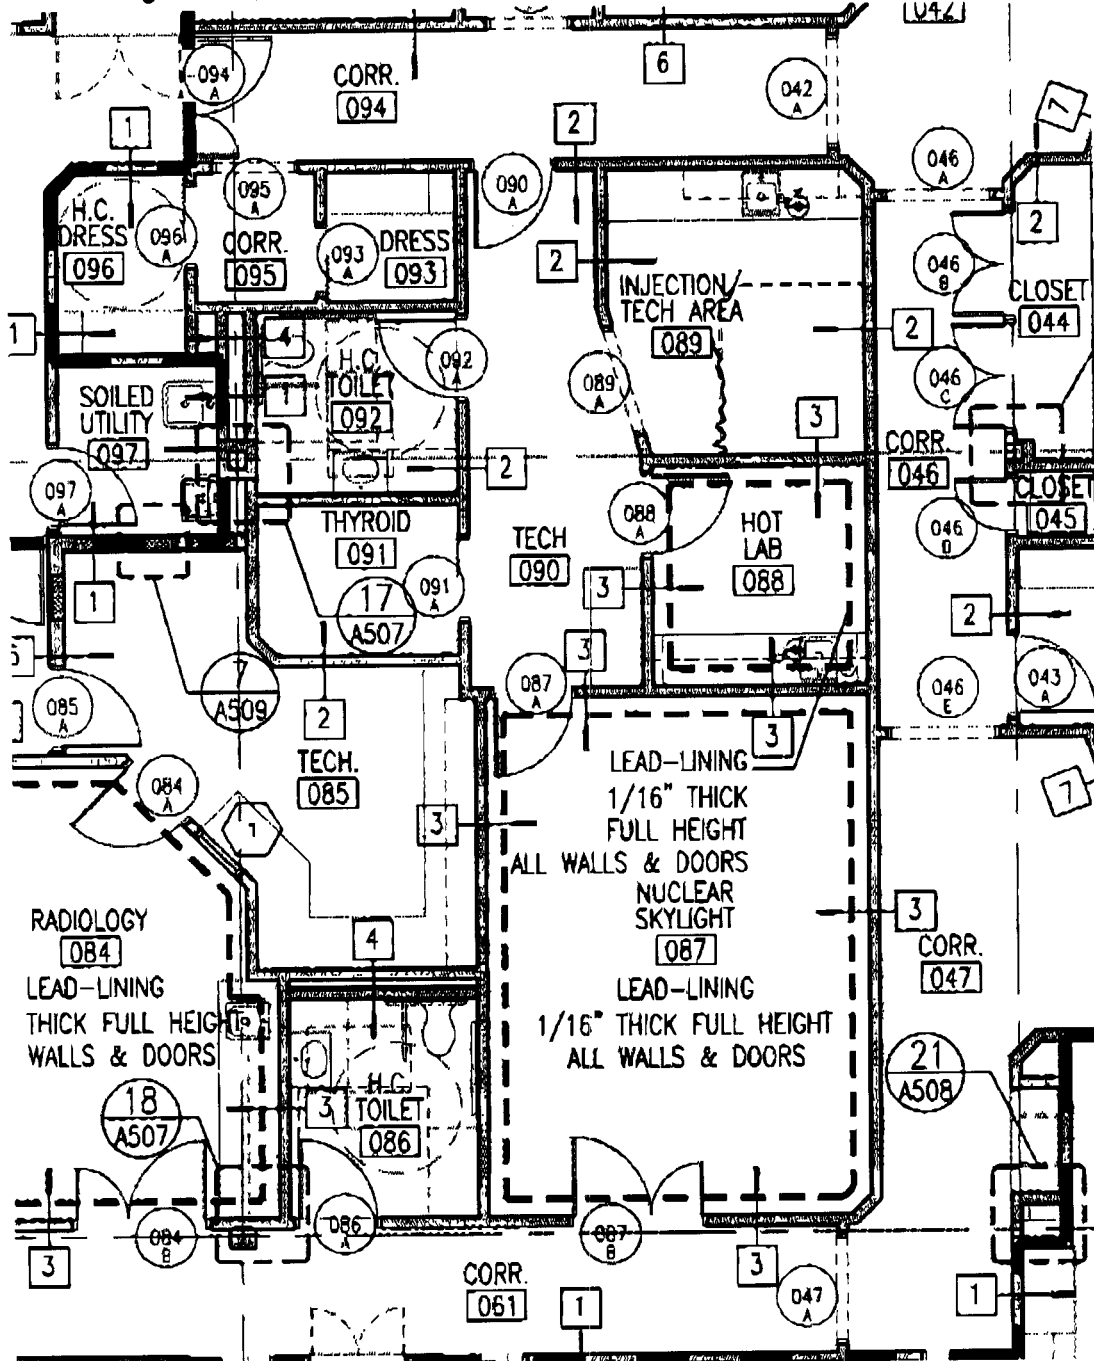 042
094
A
CORR.
094
6
042
A
7
1
2
046
A
095
A
090
A
H.C.
DRESS
096
096
A
CORR.
095
093
A
DRESS
093
2
2
046
B
INJECTION/
TECH AREA
089
CLOSET
044
1
4
2
092
A
H.C.
TOILET
092
089
A
046
C
SOILED
UTILITY
097
1
3
CORR.
046
2
097
A
CLOSET
045
THYROID
091
088
A
HOT
LAB
088
046
D
TECH
090
091
A
17
A507
3
1
2
3
7
A509
087
A
046
E
043
A
085
A
2
3
TECH.
085
LEAD-LINING
1/16" THICK
FULL HEIGHT
ALL WALLS & DOORS
084
A
7
3
7
NUCLEAR
SKYLIGHT
087
RADIOLOGY
084
4
3
CORR.
047
LEAD-LINING
THICK FULL HEIGHT
WALLS & DOORS
LEAD-LINING
1/16" THICK FULL HEIGHT
ALL WALLS & DOORS
21
A508
18
A507
3
H.C.
TOILET
086
084
B
086
A
087
B
3
3
CORR.
061
1
047
A
1